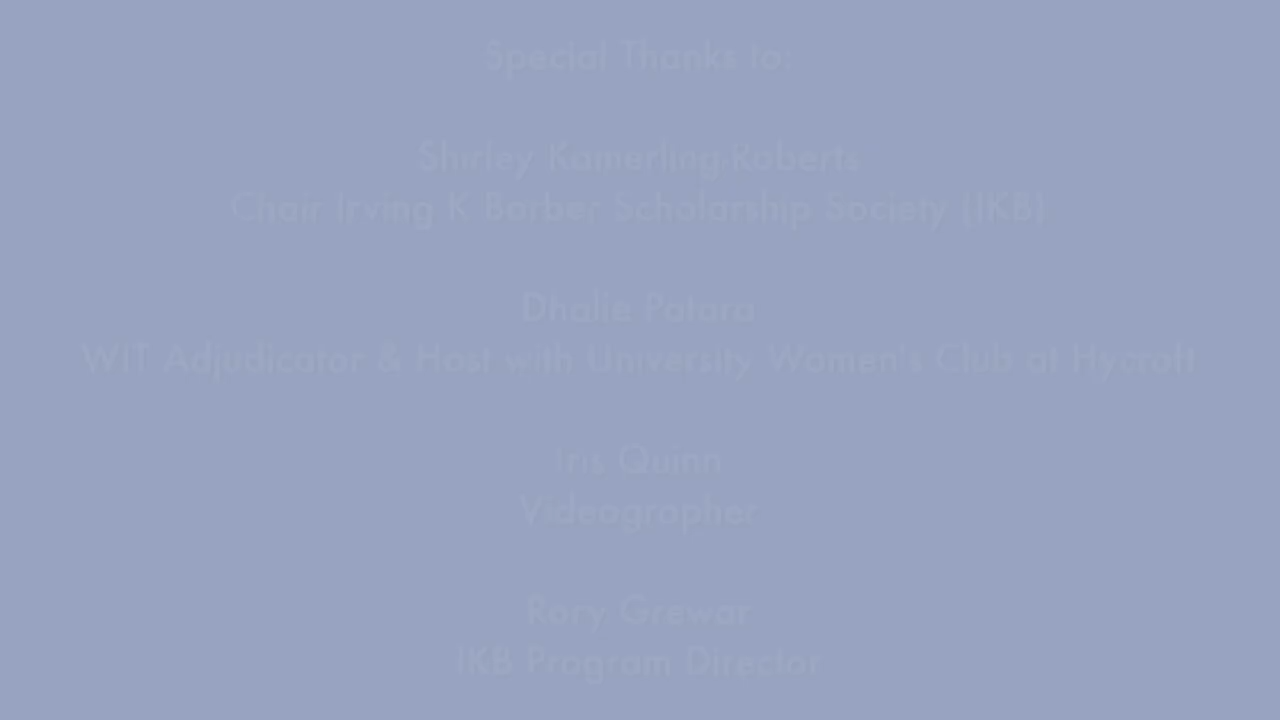 Special Thanks to:
Shirley Kamerling-Roberts
Chair Irving K Barber Scholarship Society (IKB)
Dhalie Patara
WIT Adjudicator & Host with University Women's Club at Hycroft
Iris Quinn
Videographer
Rory Grewar
IKB Program Director